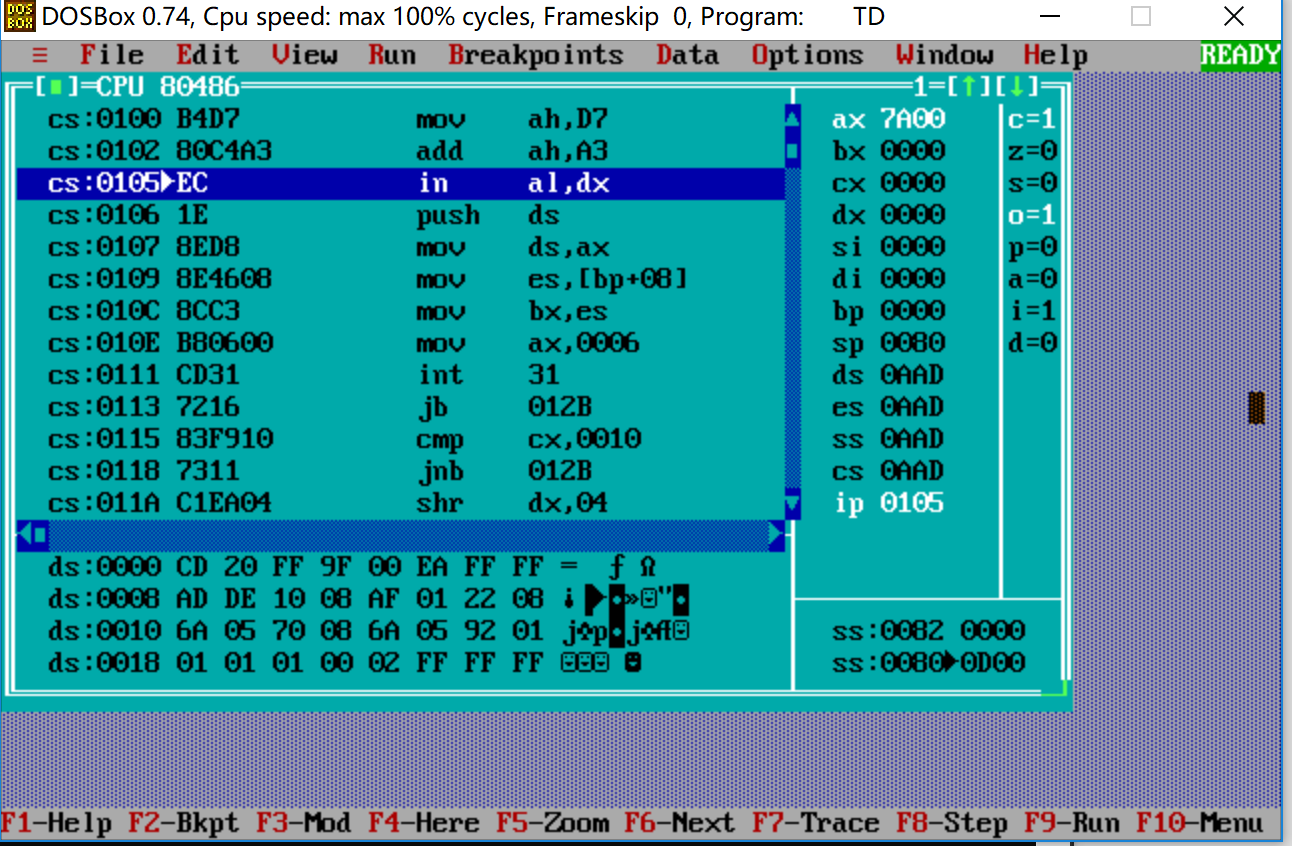 DOSBox 0.74, Cpu speed: max 100% cycles, Frameskip 0, Program: TD
≡ File Edit View Run Breakpoints Data Options Window Help READY
[■]=CPU 80486 1=[↑][↓]
cs:0100 B4D7 mov ah,D7 ax 7A00 c=1
cs:0102 80C4A3 add ah,A3 bx 0000 z=0
cs:0105►EC in al,dx cx 0000 s=0
cs:0106 1E push ds dx 0000 o=1
cs:0107 8ED8 mov ds,ax si 0000 p=0
cs:0109 8E4608 mov es,[bp+08] di 0000 a=0
cs:010C 8CC3 mov bx,es bp 0000 i=1
cs:010E B80600 mov ax,0006 sp 0080 d=0
cs:0111 CD31 int 31 ds 0AAD
cs:0113 7216 jb 012B es 0AAD
cs:0115 83F910 cmp cx,0010 ss 0AAD
cs:0118 7311 jnb 012B cs 0AAD
cs:011A C1EA04 shr dx,04 ip 0105
ds:0000 CD 20 FF 9F 00 EA FF FF = ƒ Ω
ds:0008 AD DE 10 08 AF 01 22 08 ¡▐►◘»☺"◘
ds:0010 6A 05 70 08 6A 05 92 01 j♣p◘j♣Æ☺ ss:0082 0000
ds:0018 01 01 01 00 02 FF FF FF ☺☺☺ ☻ ss:0080►0D00
F1-Help F2-Bkpt F3-Mod F4-Here F5-Zoom F6-Next F7-Trace F8-Step F9-Run F10-Menu